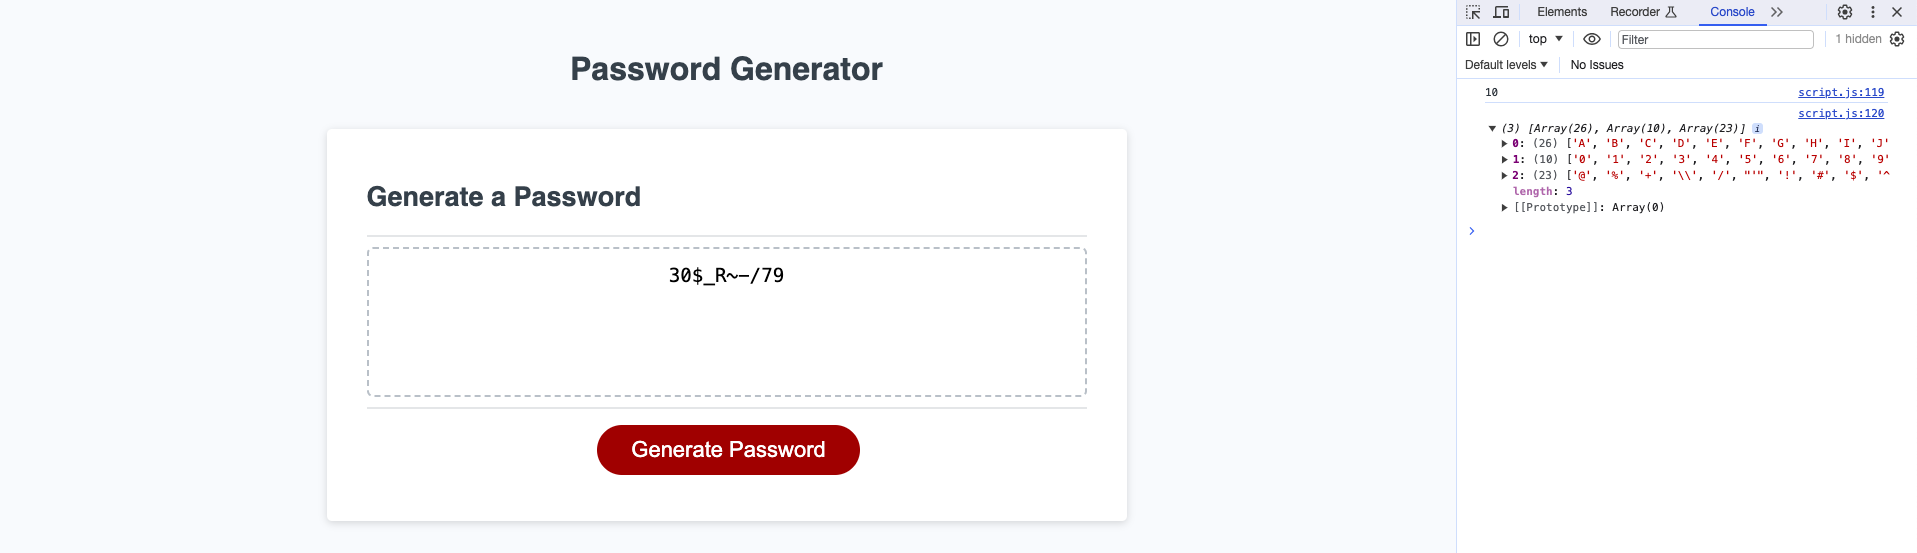 Password Generator
Generate a Password
30$_R~-/79
Generate Password
Elements Recorder Console
top Filter 1 hidden
Default levels No Issues
10 script.js:119
script.js:120
(3) [Array(26), Array(10), Array(23)] i
0: (26) ['A', 'B', 'C', 'D', 'E', 'F', 'G', 'H', 'I', 'J'
1: (10) ['0', '1', '2', '3', '4', '5', '6', '7', '8', '9'
2: (23) ['@', '%', '+', '\\', '/', "'", '!', '#', '$', '^
length: 3
[[Prototype]]: Array(0)